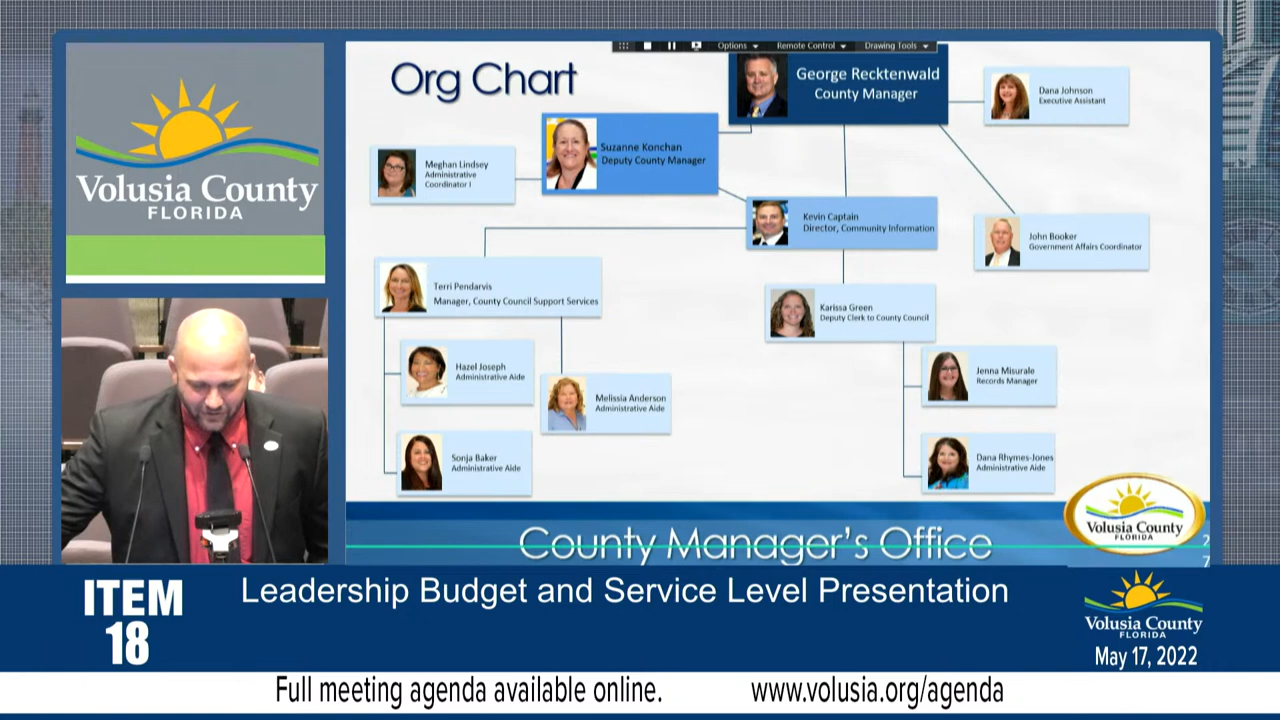 Options
Remote Control
Drawing Tools
Org Chart
George Recktenwald
County Manager
Dana Johnson
Executive Assistant
Suzanne Konchan
Deputy County Manager
Meghan Lindsey
Administrative
Coordinator I
Kevin Captain
Director, Community Information
John Booker
Government Affairs Coordinator
Terri Pendarvis
Manager, County Council Support Services
Karissa Green
Deputy Clerk to County Council
Hazel Joseph
Administrative Aide
Melissia Anderson
Administrative Aide
Jenna Misurale
Records Manager
Sonja Baker
Administrative Aide
Dana Rhymes-Jones
Administrative Aide
Volusia County
FLORIDA
County Manager's Office
Volusia County
FLORIDA
2
7
ITEM
18
Leadership Budget and Service Level Presentation
Volusia County
FLORIDA
May 17, 2022
Full meeting agenda available online.
www.volusia.org/agenda